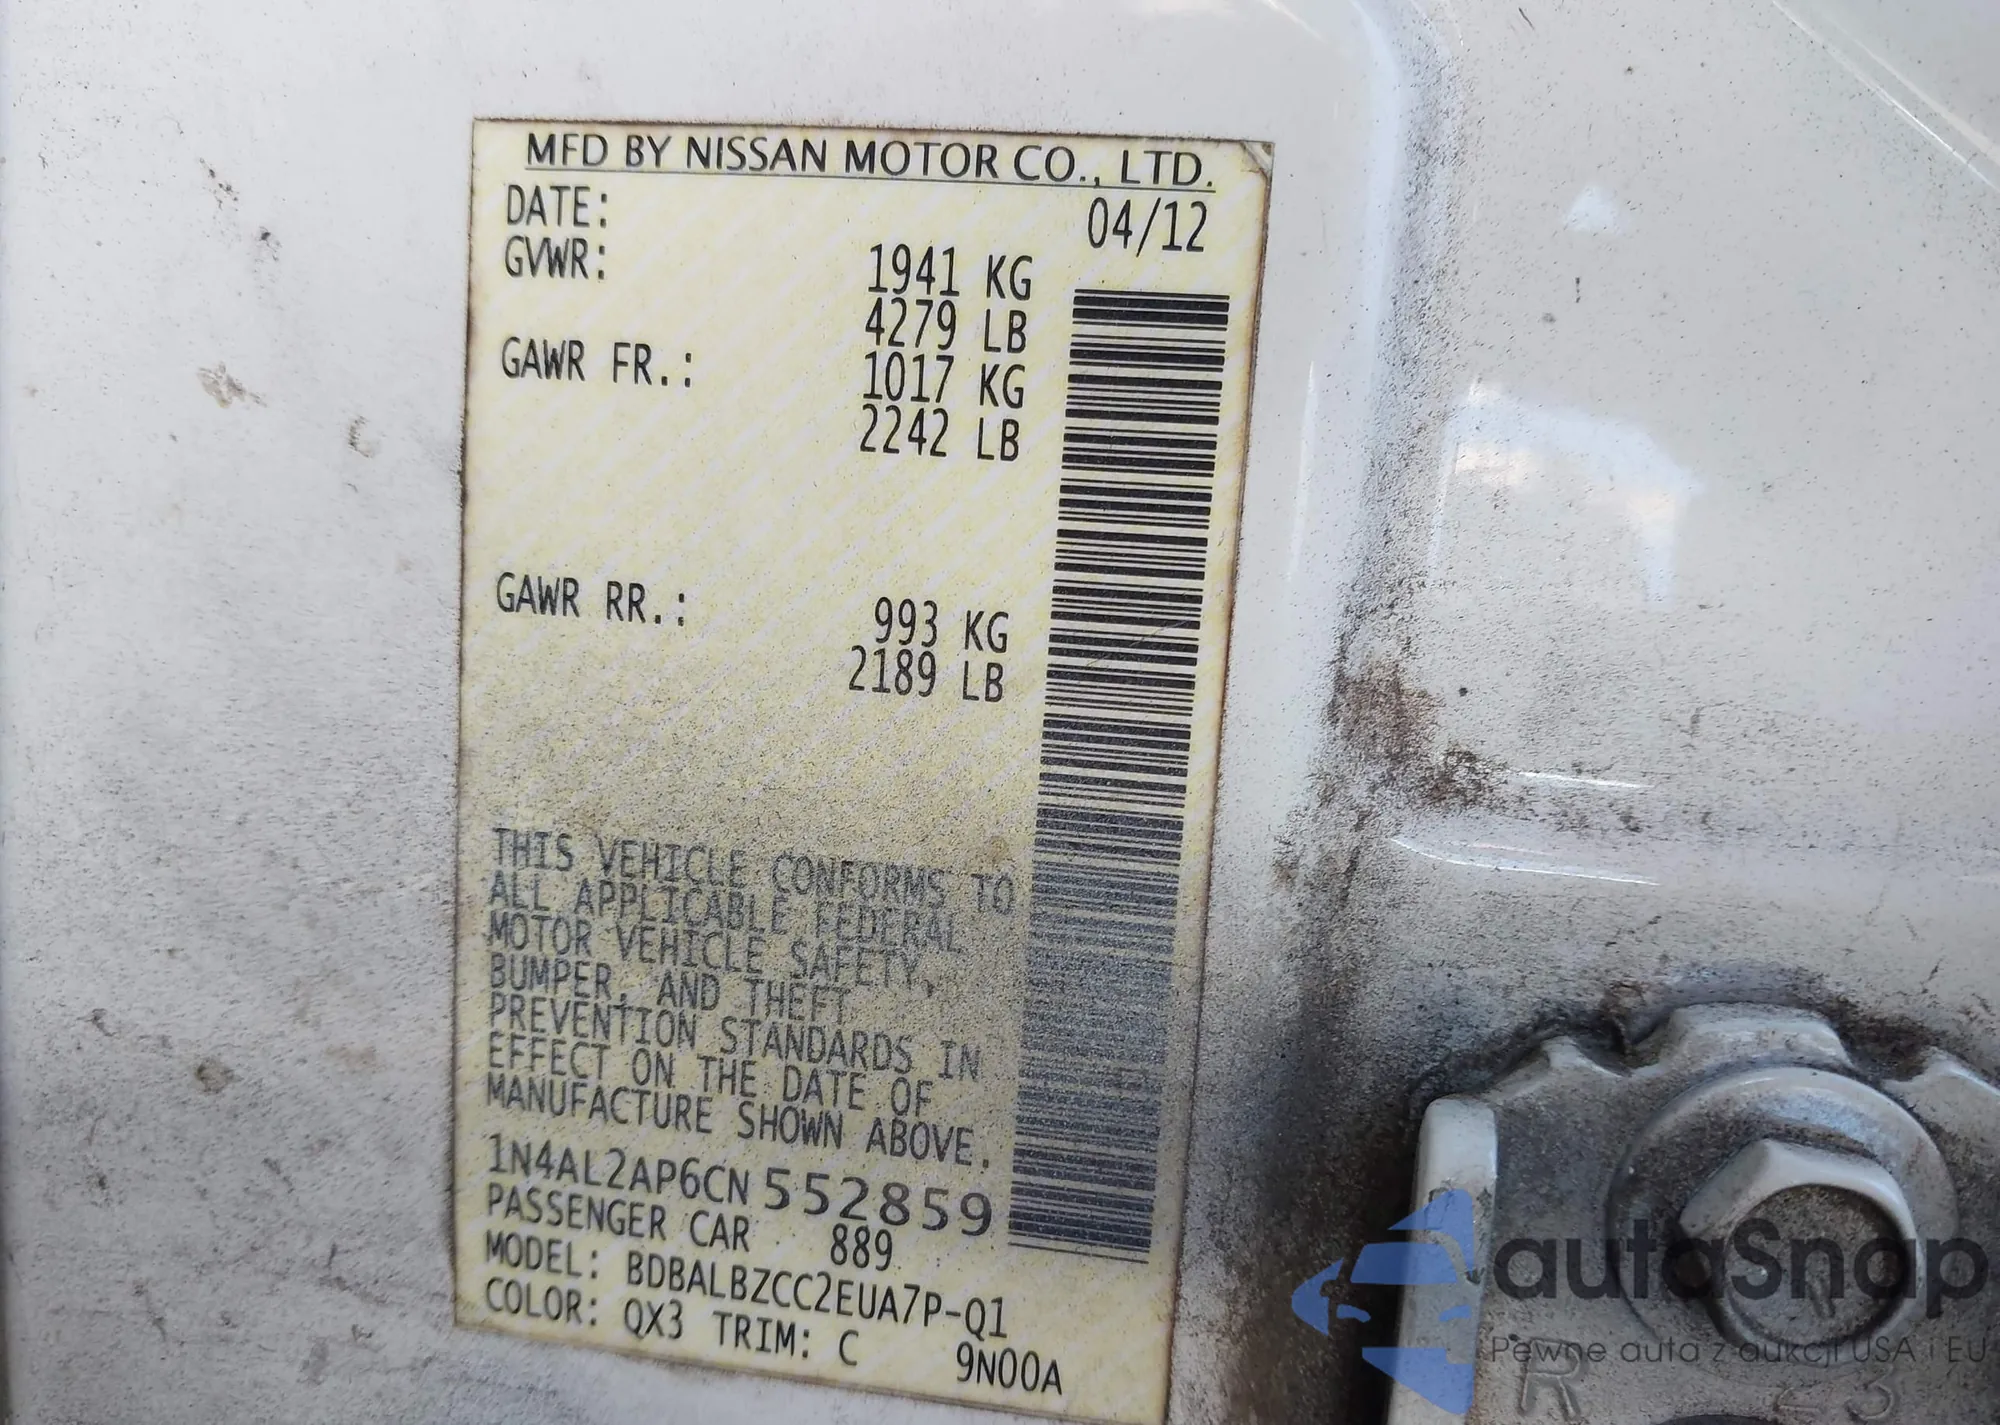 MFD BY NISSAN MOTOR CO., LTD.
DATE: 04/12
GVWR: 1941 KG
4279 LB
GAWR FR.: 1017 KG
2242 LB
GAWR RR.: 993 KG
2189 LB
THIS VEHICLE CONFORMS TO
ALL APPLICABLE FEDERAL
MOTOR VEHICLE SAFETY,
BUMPER, AND THEFT
PREVENTION STANDARDS IN
EFFECT ON THE DATE OF
MANUFACTURE SHOWN ABOVE.
1N4AL2AP6CN552859
PASSENGER CAR 889
MODEL: BDBALBZCC2EUA7P-Q1
COLOR: QX3 TRIM: C 9N00A
autaSnap
Pewne auta z aukcji USA i EU
R